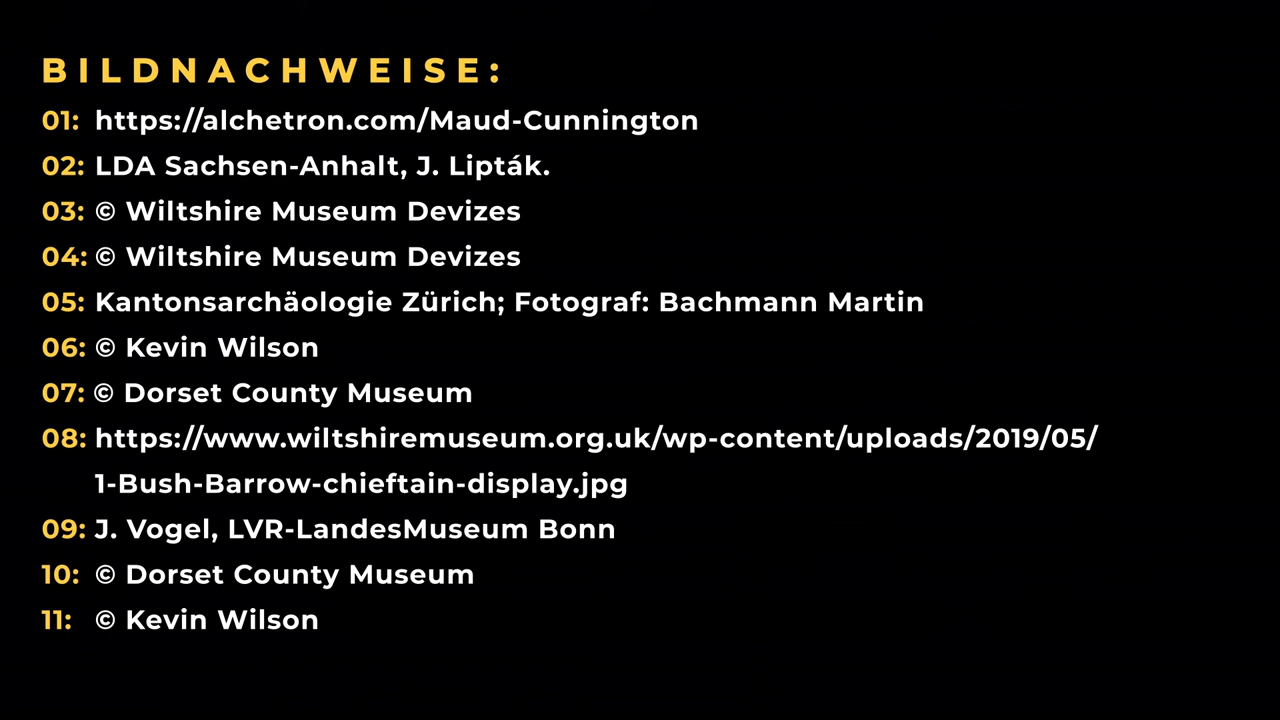 BILDNACHWEISE:
01: https://alchetron.com/Maud-Cunnington
02: LDA Sachsen-Anhalt, J. Lipták.
03: © Wiltshire Museum Devizes
04: © Wiltshire Museum Devizes
05: Kantonsarchäologie Zürich; Fotograf: Bachmann Martin
06: © Kevin Wilson
07: © Dorset County Museum
08: https://www.wiltshiremuseum.org.uk/wp-content/uploads/2019/05/
1-Bush-Barrow-chieftain-display.jpg
09: J. Vogel, LVR-LandesMuseum Bonn
10: © Dorset County Museum
11: © Kevin Wilson